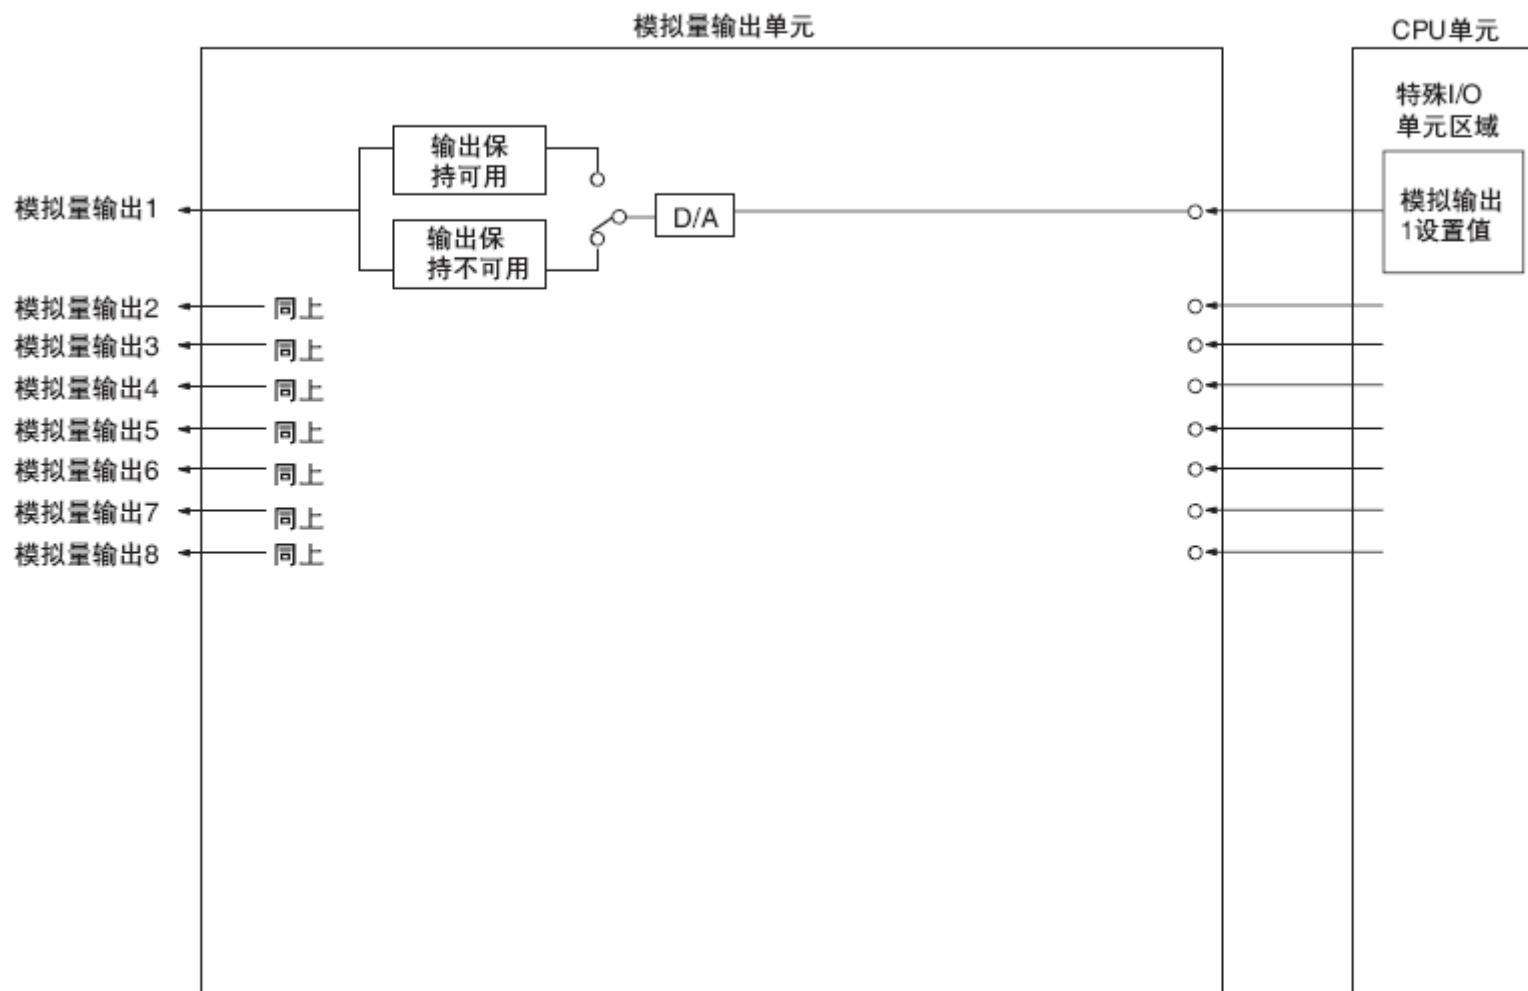 模拟量输出单元
CPU单元
特殊I/O
单元区域
输出保
持可用
模拟量输出1
D/A
模拟输出
1设置值
输出保
持不可用
模拟量输出2
同上
模拟量输出3
同上
模拟量输出4
同上
模拟量输出5
同上
模拟量输出6
同上
模拟量输出7
同上
模拟量输出8
同上